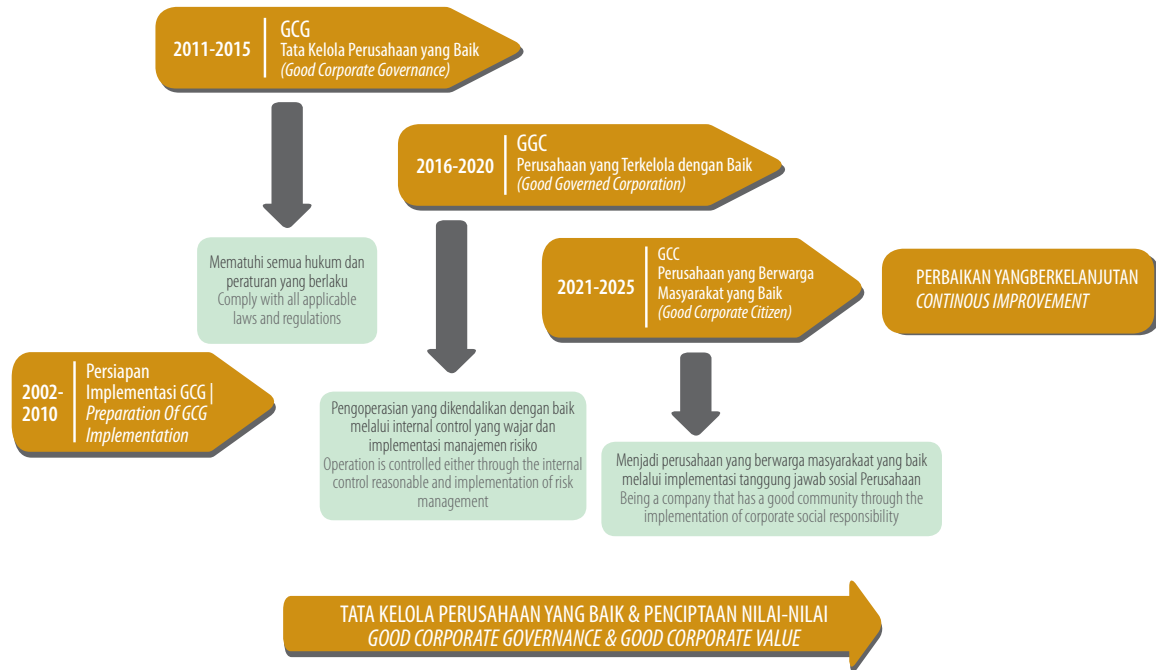 2011-2015
GCG
Tata Kelola Perusahaan yang Baik
(Good Corporate Governance)
2016-2020
GGC
Perusahaan yang Terkelola dengan Baik
(Good Governed Corporation)
Mematuhi semua hukum dan
peraturan yang berlaku
Comply with all applicable
laws and regulations
2021-2025
GCC
Perusahaan yang Berwarga
Masyarakat yang Baik
(Good Corporate Citizen)
PERBAIKAN YANGBERKELANJUTAN
CONTINOUS IMPROVEMENT
2002-
2010
Persiapan
Implementasi GCG |
Preparation Of GCG
Implementation
Pengoperasian yang dikendalikan dengan baik
melalui internal control yang wajar dan
implementasi manajemen risiko
Operation is controlled either through the internal
control reasonable and implementation of risk
management
Menjadi perusahaan yang berwarga masyarakaat yang baik
melalui implementasi tanggung jawab sosial Perusahaan
Being a company that has a good community through the
implementation of corporate social responsibility
TATA KELOLA PERUSAHAAN YANG BAIK & PENCIPTAAN NILAI-NILAI
GOOD CORPORATE GOVERNANCE & GOOD CORPORATE VALUE